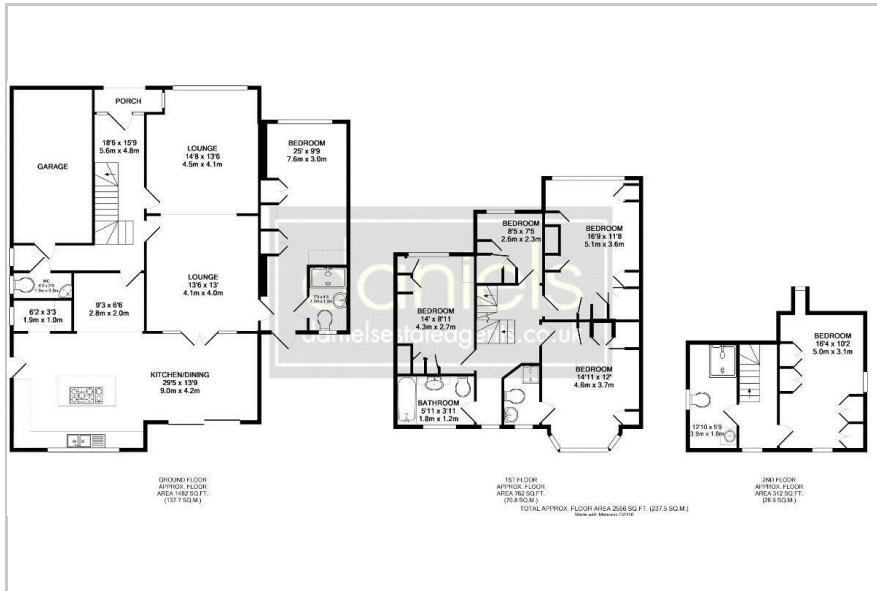 PORCH
18'6 x 15'9
5.6m x 4.8m
GARAGE
LOUNGE
14'8 x 13'6
4.5m x 4.1m
BEDROOM
25' x 9'9
7.6m x 3.0m
LOUNGE
13'6 x 13'
4.1m x 4.0m
WC
9'3 x 6'6
2.8m x 2.0m
6'2 x 3'3
1.9m x 1.0m
KITCHEN/DINING
29'5 x 13'9
9.0m x 4.2m
GROUND FLOOR
APPROX. FLOOR
AREA 1482 SQ.FT.
(137.7 SQ.M.)
BEDROOM
8'5 x 7'5
2.6m x 2.3m
BEDROOM
16'9 x 11'8
5.1m x 3.6m
BEDROOM
14' x 8'11
4.3m x 2.7m
BEDROOM
14'11 x 12'
4.6m x 3.7m
BATHROOM
5'11 x 3'11
1.8m x 1.2m
1ST FLOOR
APPROX. FLOOR
AREA 762 SQ.FT.
(70.8 SQ.M.)
BEDROOM
16'4 x 10'2
5.0m x 3.1m
12'10 x 5'9
3.9m x 1.8m
2ND FLOOR
APPROX. FLOOR
AREA 312 SQ.FT.
TOTAL APPROX. FLOOR AREA 2556 SQ.FT. (237.5 SQ.M.)
Made with Metropix ©2016
daniels
danielsestateagents.co.uk